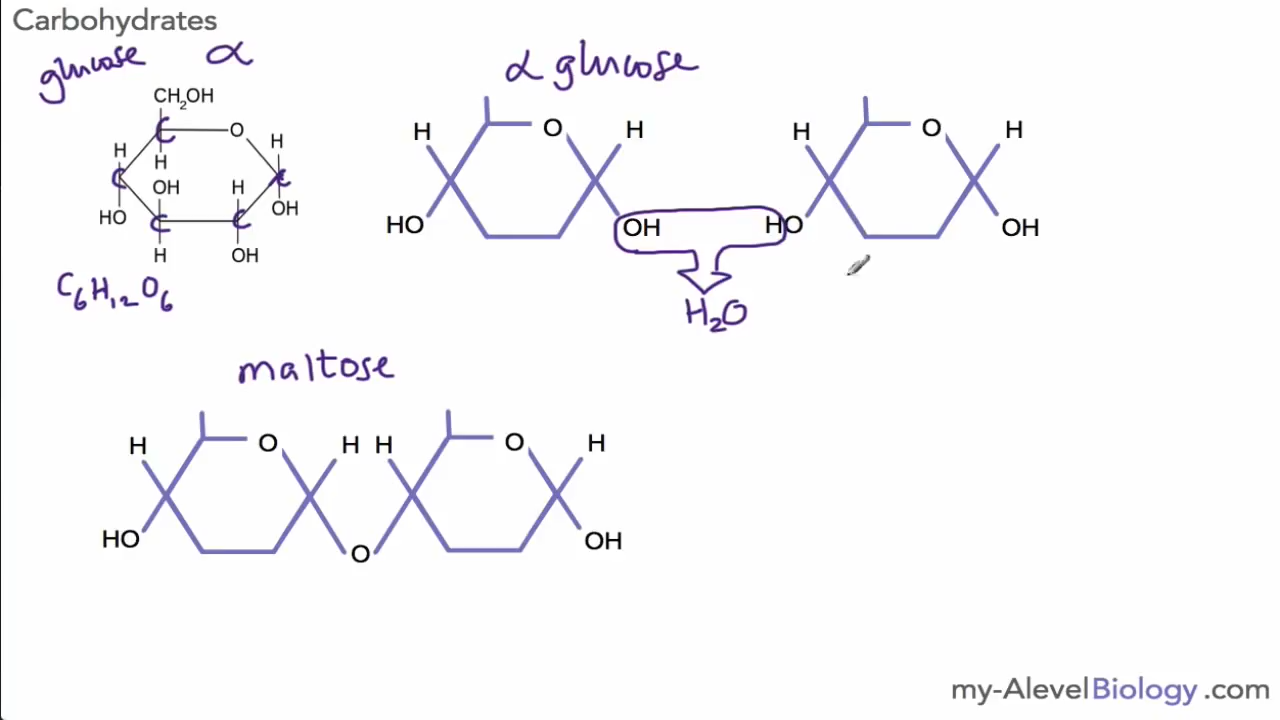 Carbohydrates
glucose α
α glucose
CH2OH
O
H
H
H
OH
H
HO
OH
H
OH
C
C
C
C
C6H12O6
H
O
H
HO
OH
H
O
H
HO
OH
H2O
maltose
H
O
H
H
O
H
HO
O
OH
my-AlevelBiology.com